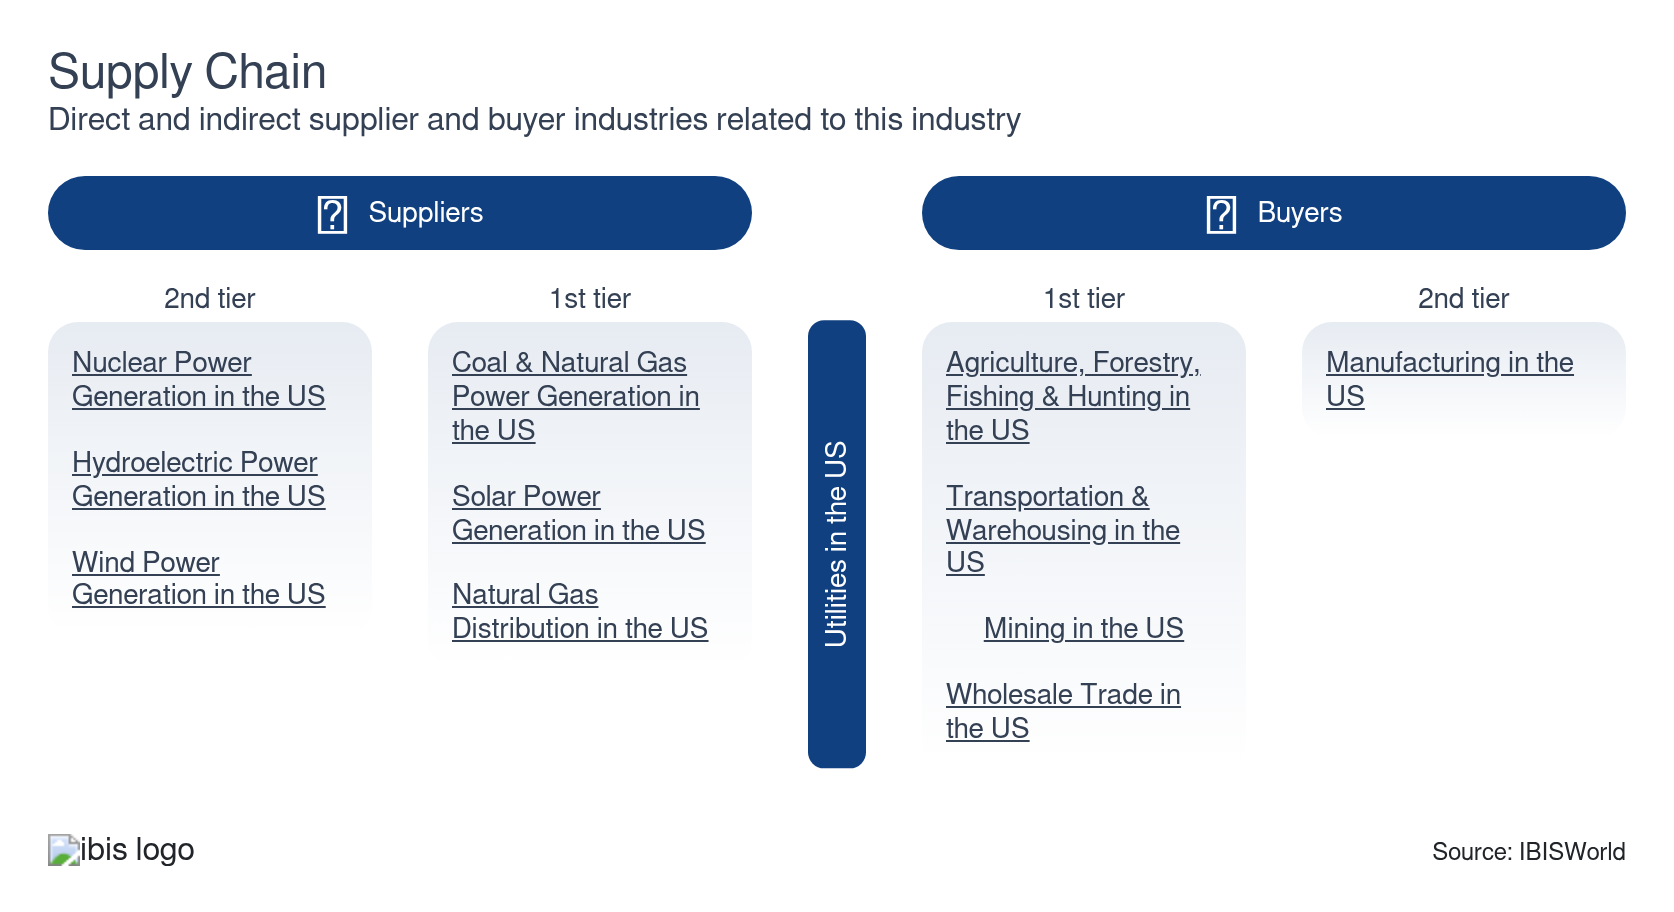 Supply Chain
Direct and indirect supplier and buyer industries related to this industry
Suppliers
Buyers
2nd tier
1st tier
1st tier
2nd tier
Nuclear Power
Generation in the US
Hydroelectric Power
Generation in the US
Wind Power
Generation in the US
Coal & Natural Gas
Power Generation in
the US
Solar Power
Generation in the US
Natural Gas
Distribution in the US
Utilities in the US
Agriculture, Forestry,
Fishing & Hunting in
the US
Transportation &
Warehousing in the
US
Mining in the US
Wholesale Trade in
the US
Manufacturing in the
US
ibis logo
Source: IBISWorld